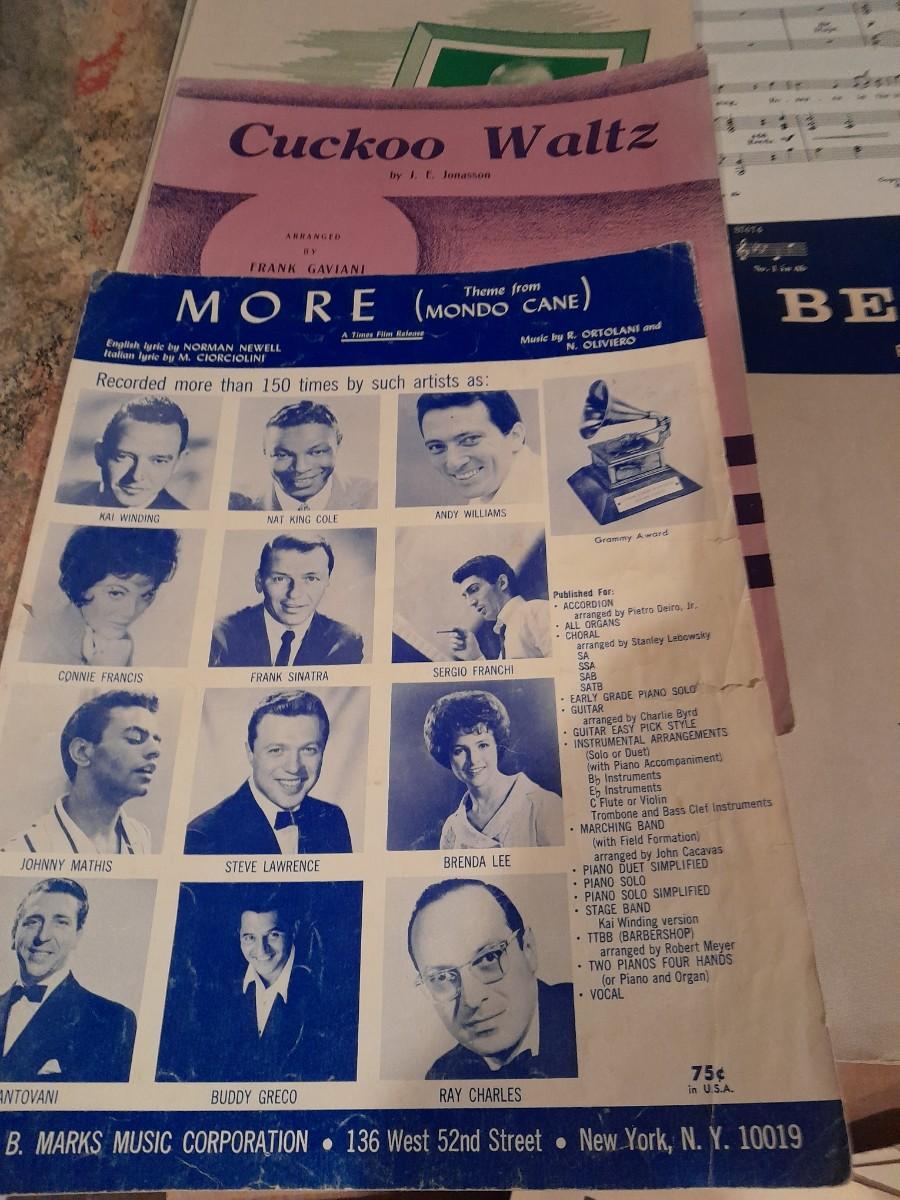 Cuckoo Waltz
by J. E. Jonasson
ARRANGED
BY
FRANK GAVIANI
BE
MORE (Theme from
(MONDO CANE)
A Times Film Release
English lyric by NORMAN NEWELL
Italian lyric by M. CIORCIOLINI
Music by R. ORTOLANI and
N. OLIVIERO
Recorded more than 150 times by such artists as:
KAI WINDING
NAT KING COLE
ANDY WILLIAMS
Grammy Award
CONNIE FRANCIS
FRANK SINATRA
SERGIO FRANCHI
JOHNNY MATHIS
STEVE LAWRENCE
BRENDA LEE
ANTOVANI
BUDDY GRECO
RAY CHARLES
Published For:
• ACCORDION
arranged by Pietro Deiro, Jr.
• ALL ORGANS
• CHORAL
arranged by Stanley Lebowsky
SA
SSA
SAB
SATB
• EARLY GRADE PIANO SOLO
• GUITAR
arranged by Charlie Byrd
• GUITAR EASY PICK STYLE
• INSTRUMENTAL ARRANGEMENTS
(Solo or Duet)
(with Piano Accompaniment)
B♭ Instruments
E♭ Instruments
C Flute or Violin
Trombone and Bass Clef Instruments
• MARCHING BAND
(with Field Formation)
arranged by John Cacavas
• PIANO DUET SIMPLIFIED
• PIANO SOLO
• PIANO SOLO SIMPLIFIED
• STAGE BAND
Kai Winding version
• TTBB (BARBERSHOP)
arranged by Robert Meyer
• TWO PIANOS FOUR HANDS
(or Piano and Organ)
• VOCAL
75¢
in U.S.A.
B. MARKS MUSIC CORPORATION • 136 West 52nd Street • New York, N. Y. 10019